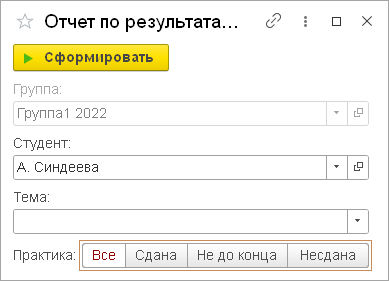 Отчет по результата...
Сформировать
Группа:
Группа1 2022
Студент:
А. Синдеева
Тема:
Практика: Все Сдана Не до конца Несдана